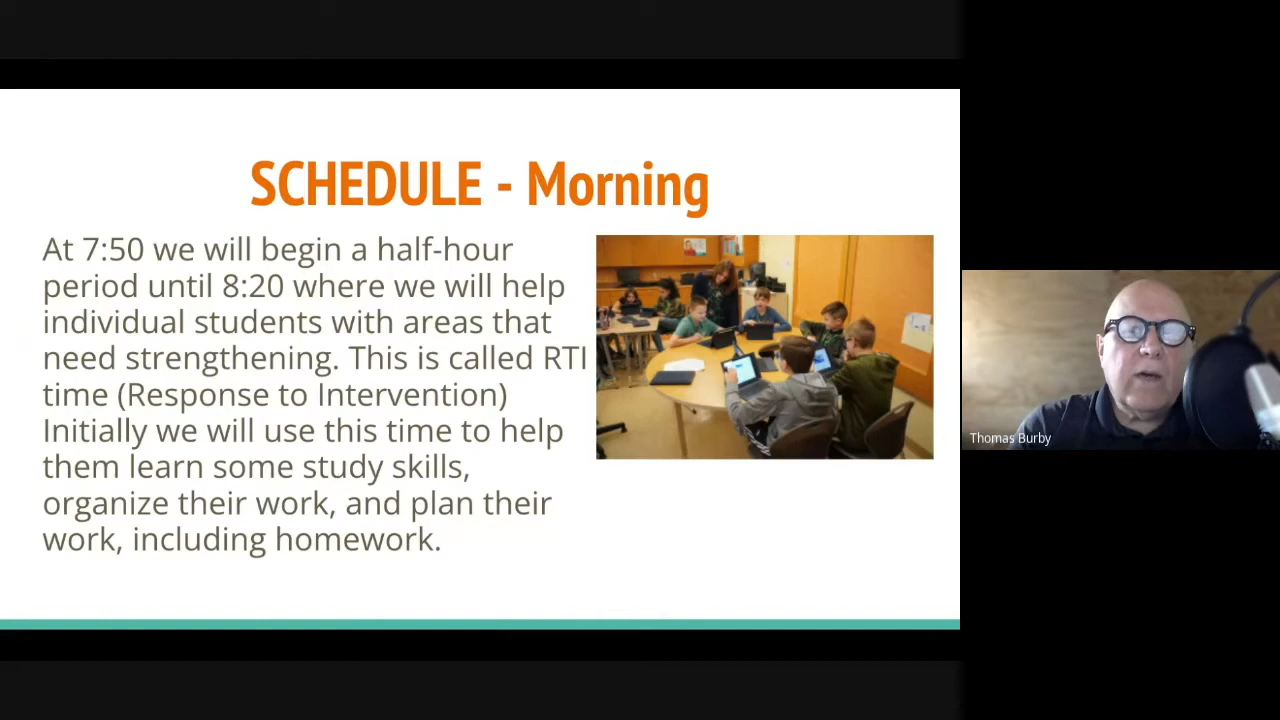 SCHEDULE - Morning
At 7:50 we will begin a half-hour
period until 8:20 where we will help
individual students with areas that
need strengthening. This is called RTI
time (Response to Intervention)
Initially we will use this time to help
them learn some study skills,
organize their work, and plan their
work, including homework.
Thomas Burby